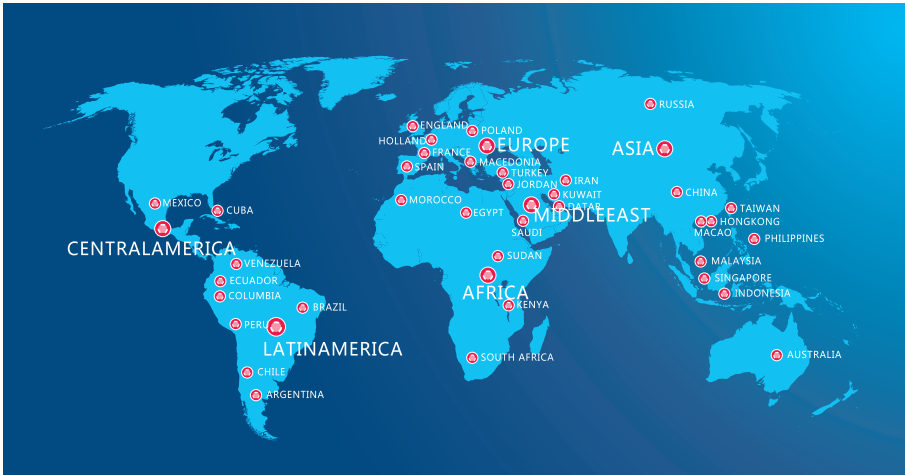 RUSSIA
ENGLAND
POLAND
HOLLAND
EUROPE
ASIA
FRANCE
MACEDONIA
SPAIN
TURKEY
IRAN
JORDAN
CHINA
KUWAIT
MEXICO
MOROCCO
QATAR
TAIWAN
CUBA
EGYPT
MIDDLEEAST
HONGKONG
SAUDI
MACAO
PHILIPPINES
CENTRALAMERICA
SUDAN
MALAYSIA
VENEZUELA
SINGAPORE
ECUADOR
AFRICA
INDONESIA
COLUMBIA
KENYA
BRAZIL
PERU
LATINAMERICA
SOUTH AFRICA
AUSTRALIA
CHILE
ARGENTINA